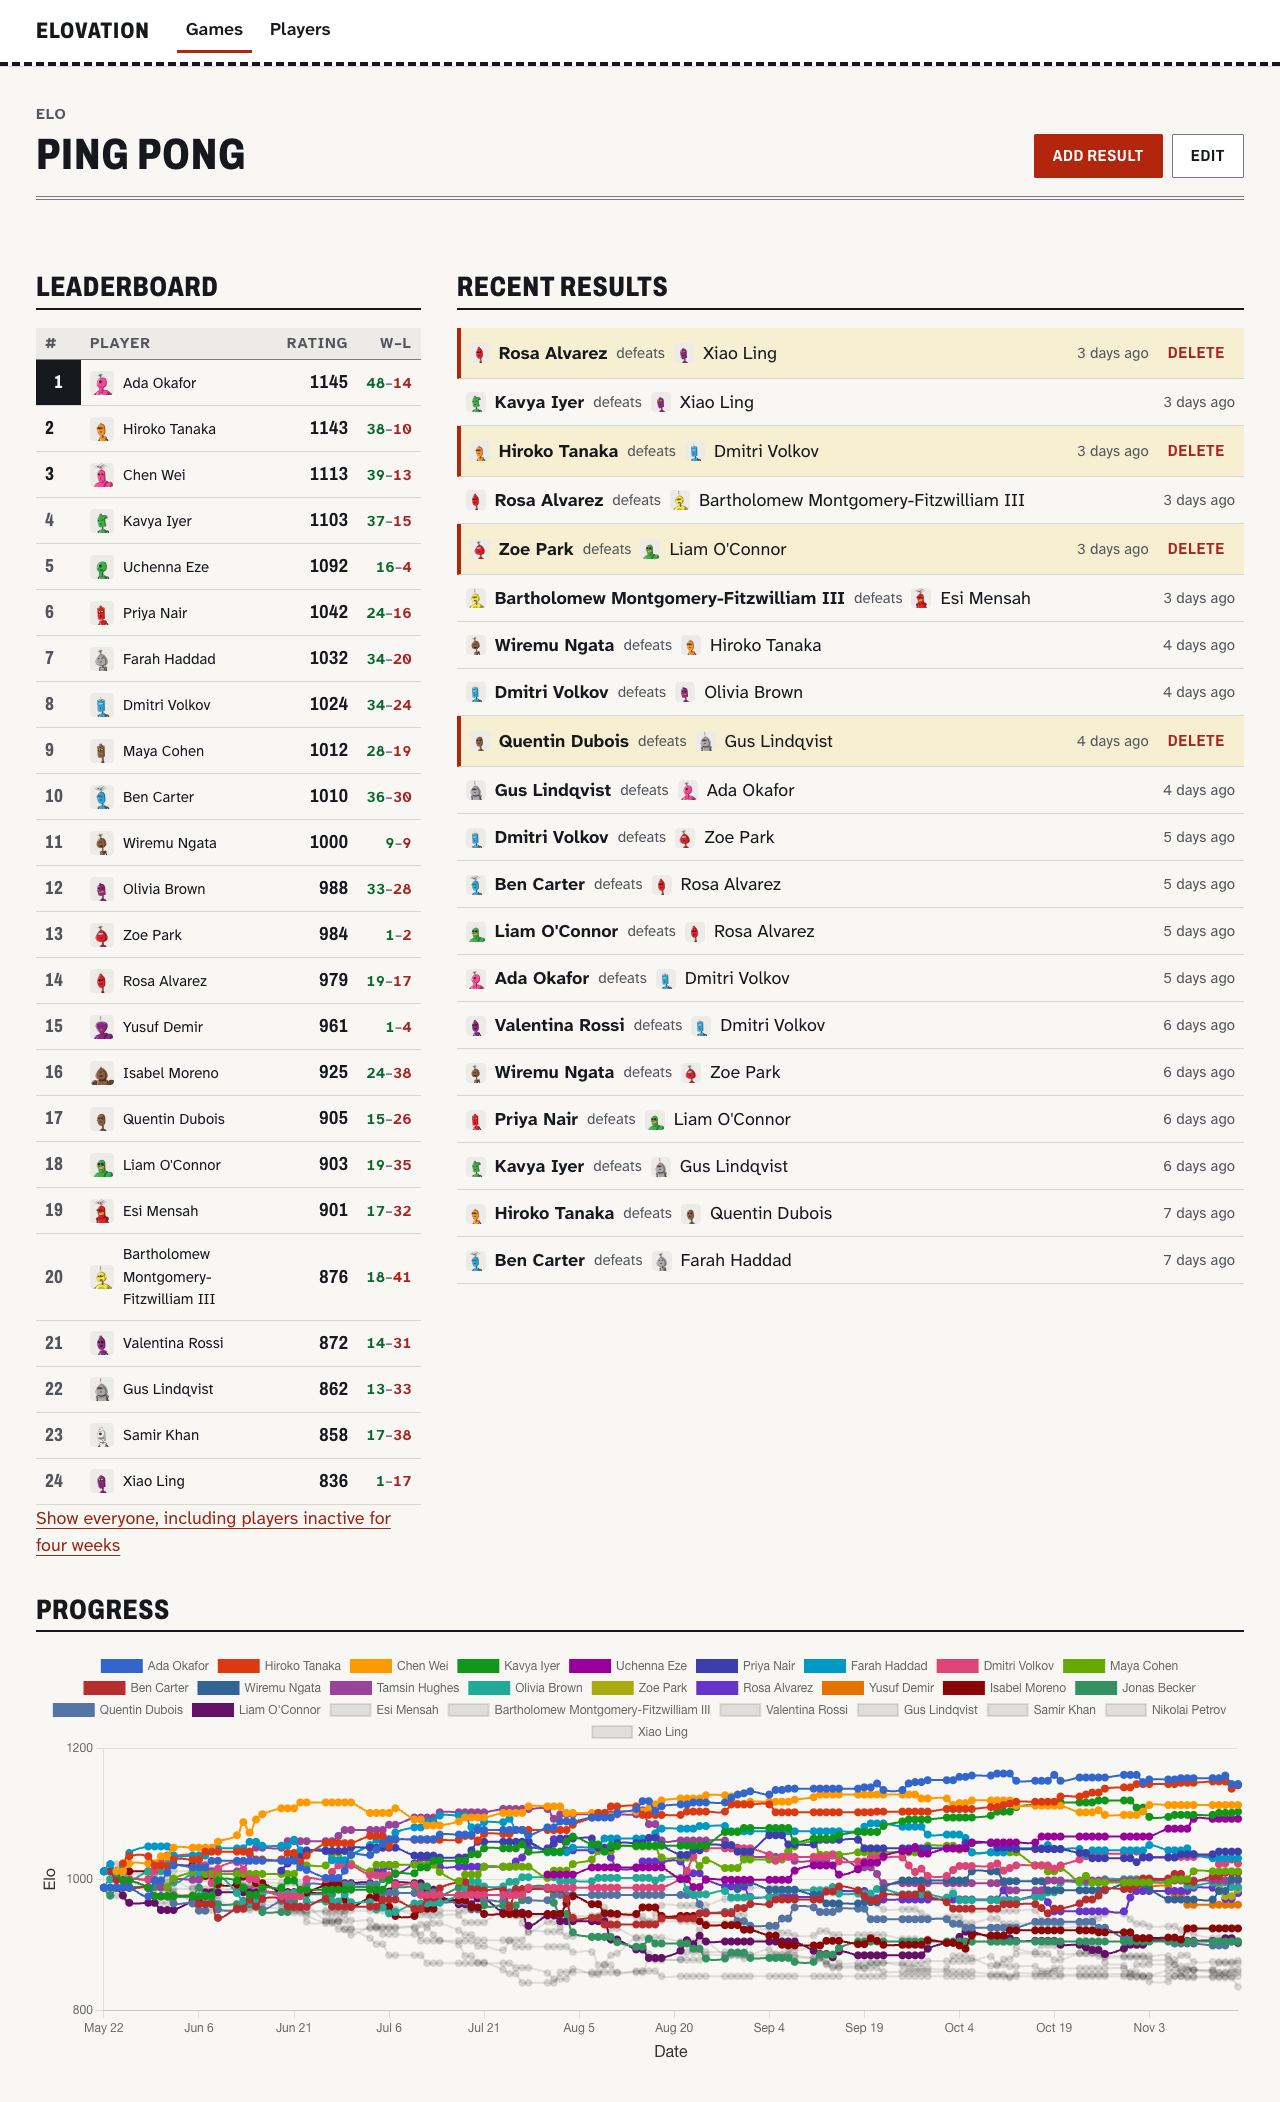 ELOVATION Games Players
ELO
PING PONG
ADD RESULT EDIT
LEADERBOARD
# PLAYER RATING W–L
1 Ada Okafor 1145 48–14
2 Hiroko Tanaka 1143 38–10
3 Chen Wei 1113 39–13
4 Kavya Iyer 1103 37–15
5 Uchenna Eze 1092 16–4
6 Priya Nair 1042 24–16
7 Farah Haddad 1032 34–20
8 Dmitri Volkov 1024 34–24
9 Maya Cohen 1012 28–19
10 Ben Carter 1010 36–30
11 Wiremu Ngata 1000 9–9
12 Olivia Brown 988 33–28
13 Zoe Park 984 1–2
14 Rosa Alvarez 979 19–17
15 Yusuf Demir 961 1–4
16 Isabel Moreno 925 24–38
17 Quentin Dubois 905 15–26
18 Liam O'Connor 903 19–35
19 Esi Mensah 901 17–32
20 Bartholomew
Montgomery-
Fitzwilliam III 876 18–41
21 Valentina Rossi 872 14–31
22 Gus Lindqvist 862 13–33
23 Samir Khan 858 17–38
24 Xiao Ling 836 1–17
Show everyone, including players inactive for
four weeks
RECENT RESULTS
Rosa Alvarez defeats Xiao Ling 3 days ago DELETE
Kavya Iyer defeats Xiao Ling 3 days ago
Hiroko Tanaka defeats Dmitri Volkov 3 days ago DELETE
Rosa Alvarez defeats Bartholomew Montgomery-Fitzwilliam III 3 days ago
Zoe Park defeats Liam O'Connor 3 days ago DELETE
Bartholomew Montgomery-Fitzwilliam III defeats Esi Mensah 3 days ago
Wiremu Ngata defeats Hiroko Tanaka 4 days ago
Dmitri Volkov defeats Olivia Brown 4 days ago
Quentin Dubois defeats Gus Lindqvist 4 days ago DELETE
Gus Lindqvist defeats Ada Okafor 4 days ago
Dmitri Volkov defeats Zoe Park 5 days ago
Ben Carter defeats Rosa Alvarez 5 days ago
Liam O'Connor defeats Rosa Alvarez 5 days ago
Ada Okafor defeats Dmitri Volkov 5 days ago
Valentina Rossi defeats Dmitri Volkov 6 days ago
Wiremu Ngata defeats Zoe Park 6 days ago
Priya Nair defeats Liam O'Connor 6 days ago
Kavya Iyer defeats Gus Lindqvist 6 days ago
Hiroko Tanaka defeats Quentin Dubois 7 days ago
Ben Carter defeats Farah Haddad 7 days ago
PROGRESS
Ada Okafor Hiroko Tanaka Chen Wei Kavya Iyer Uchenna Eze Priya Nair Farah Haddad Dmitri Volkov Maya Cohen
Ben Carter Wiremu Ngata Tamsin Hughes Olivia Brown Zoe Park Rosa Alvarez Yusuf Demir Isabel Moreno Jonas Becker
Quentin Dubois Liam O'Connor Esi Mensah Bartholomew Montgomery-Fitzwilliam III Valentina Rossi Gus Lindqvist Samir Khan Nikolai Petrov
Xiao Ling
1200
1000
800
Elo
May 22 Jun 6 Jun 21 Jul 6 Jul 21 Aug 5 Aug 20 Sep 4 Sep 19 Oct 4 Oct 19 Nov 3
Date